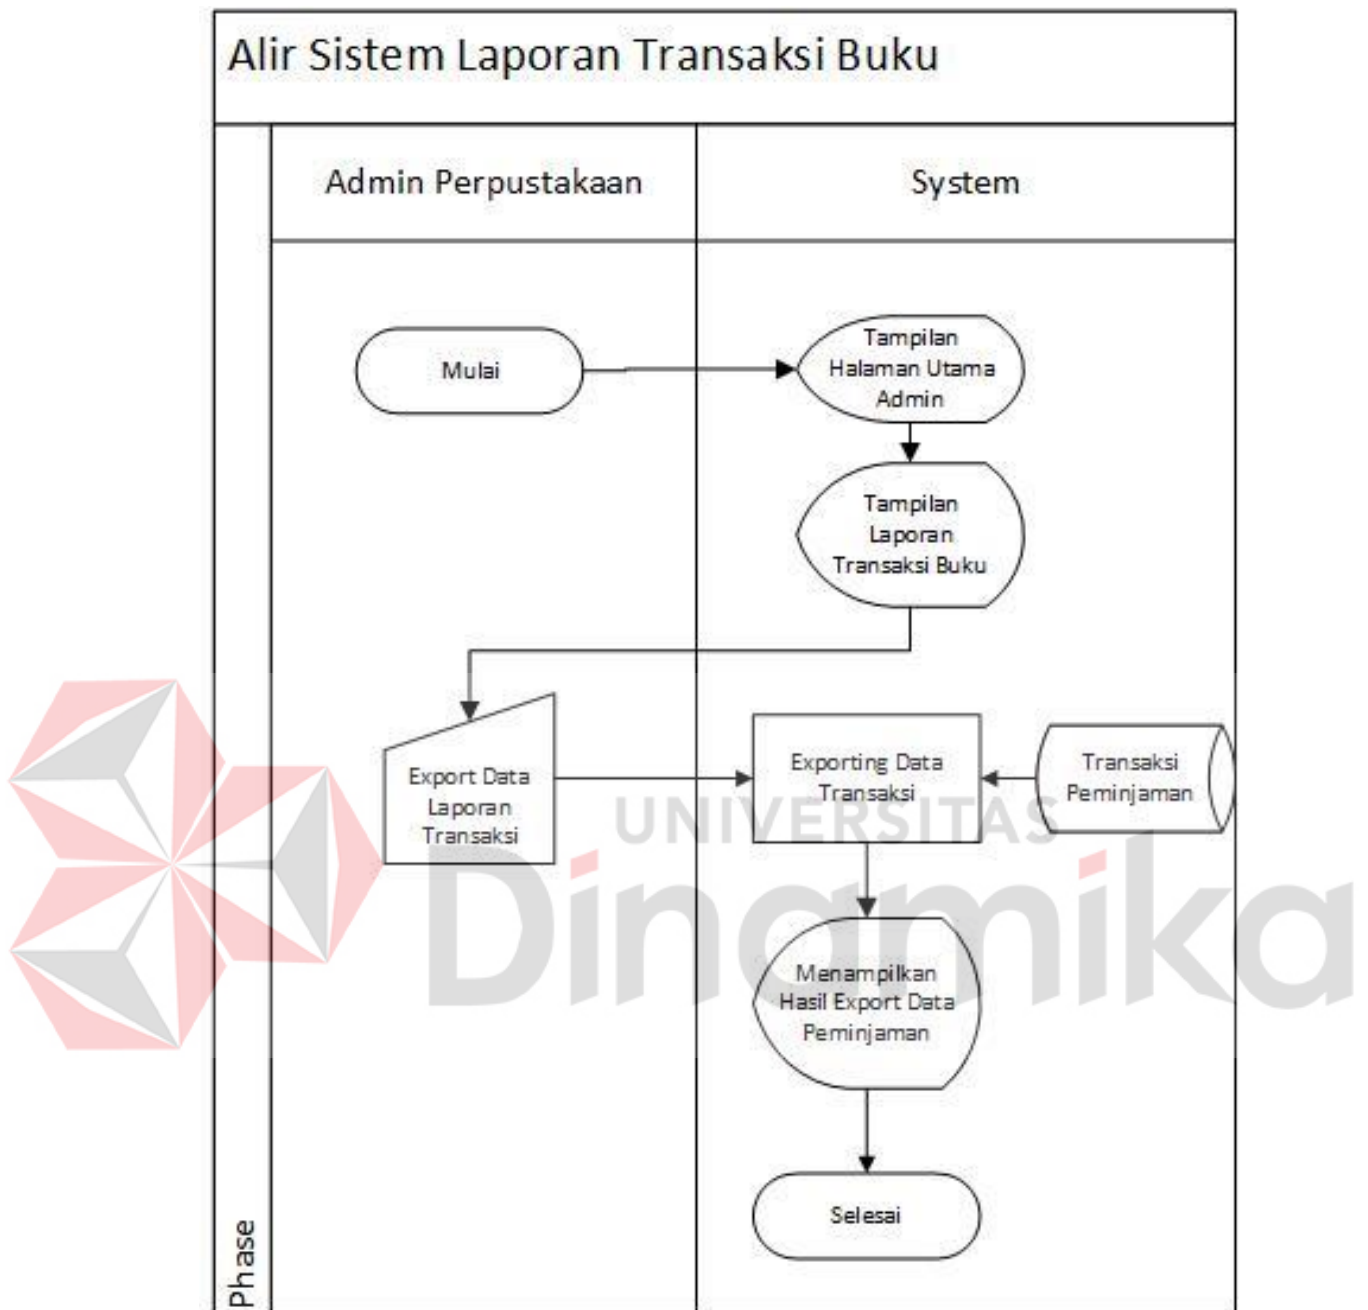 Alir Sistem Laporan Transaksi Buku
Admin Perpustakaan
System
Mulai
Tampilan
Halaman Utama
Admin
Tampilan
Laporan
Transaksi Buku
Export Data
Laporan
Transaksi
Exporting Data
Transaksi
Transaksi
Peminjaman
UNIVERSITAS
Dinamika
Menampilkan
Hasil Export Data
Peminjaman
Selesai
Phase